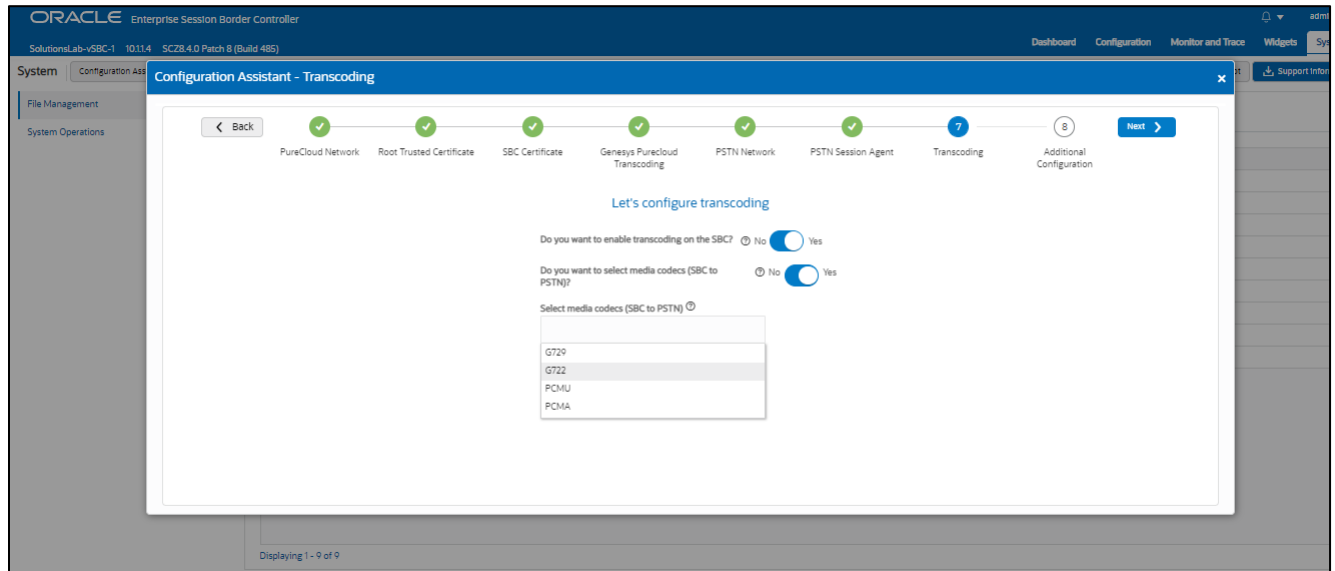 ORACLE Enterprise Session Border Controller
SolutionsLab-vSBC-1 10.1.1.4 SCZ8.4.0 Patch 8 (Build 485)
Dashboard Configuration Monitor and Trace Widgets
System
Configuration Ass
File Management
System Operations
Support Infor
Configuration Assistant - Transcoding
Back
7
8
Next
PureCloud Network
Root Trusted Certificate
SBC Certificate
Genesys Purecloud
Transcoding
PSTN Network
PSTN Session Agent
Transcoding
Additional
Configuration
Let's configure transcoding
Do you want to enable transcoding on the SBC? No Yes
Do you want to select media codecs (SBC to
PSTN)? No Yes
Select media codecs (SBC to PSTN)
G729
G722
PCMU
PCMA
Displaying 1 - 9 of 9